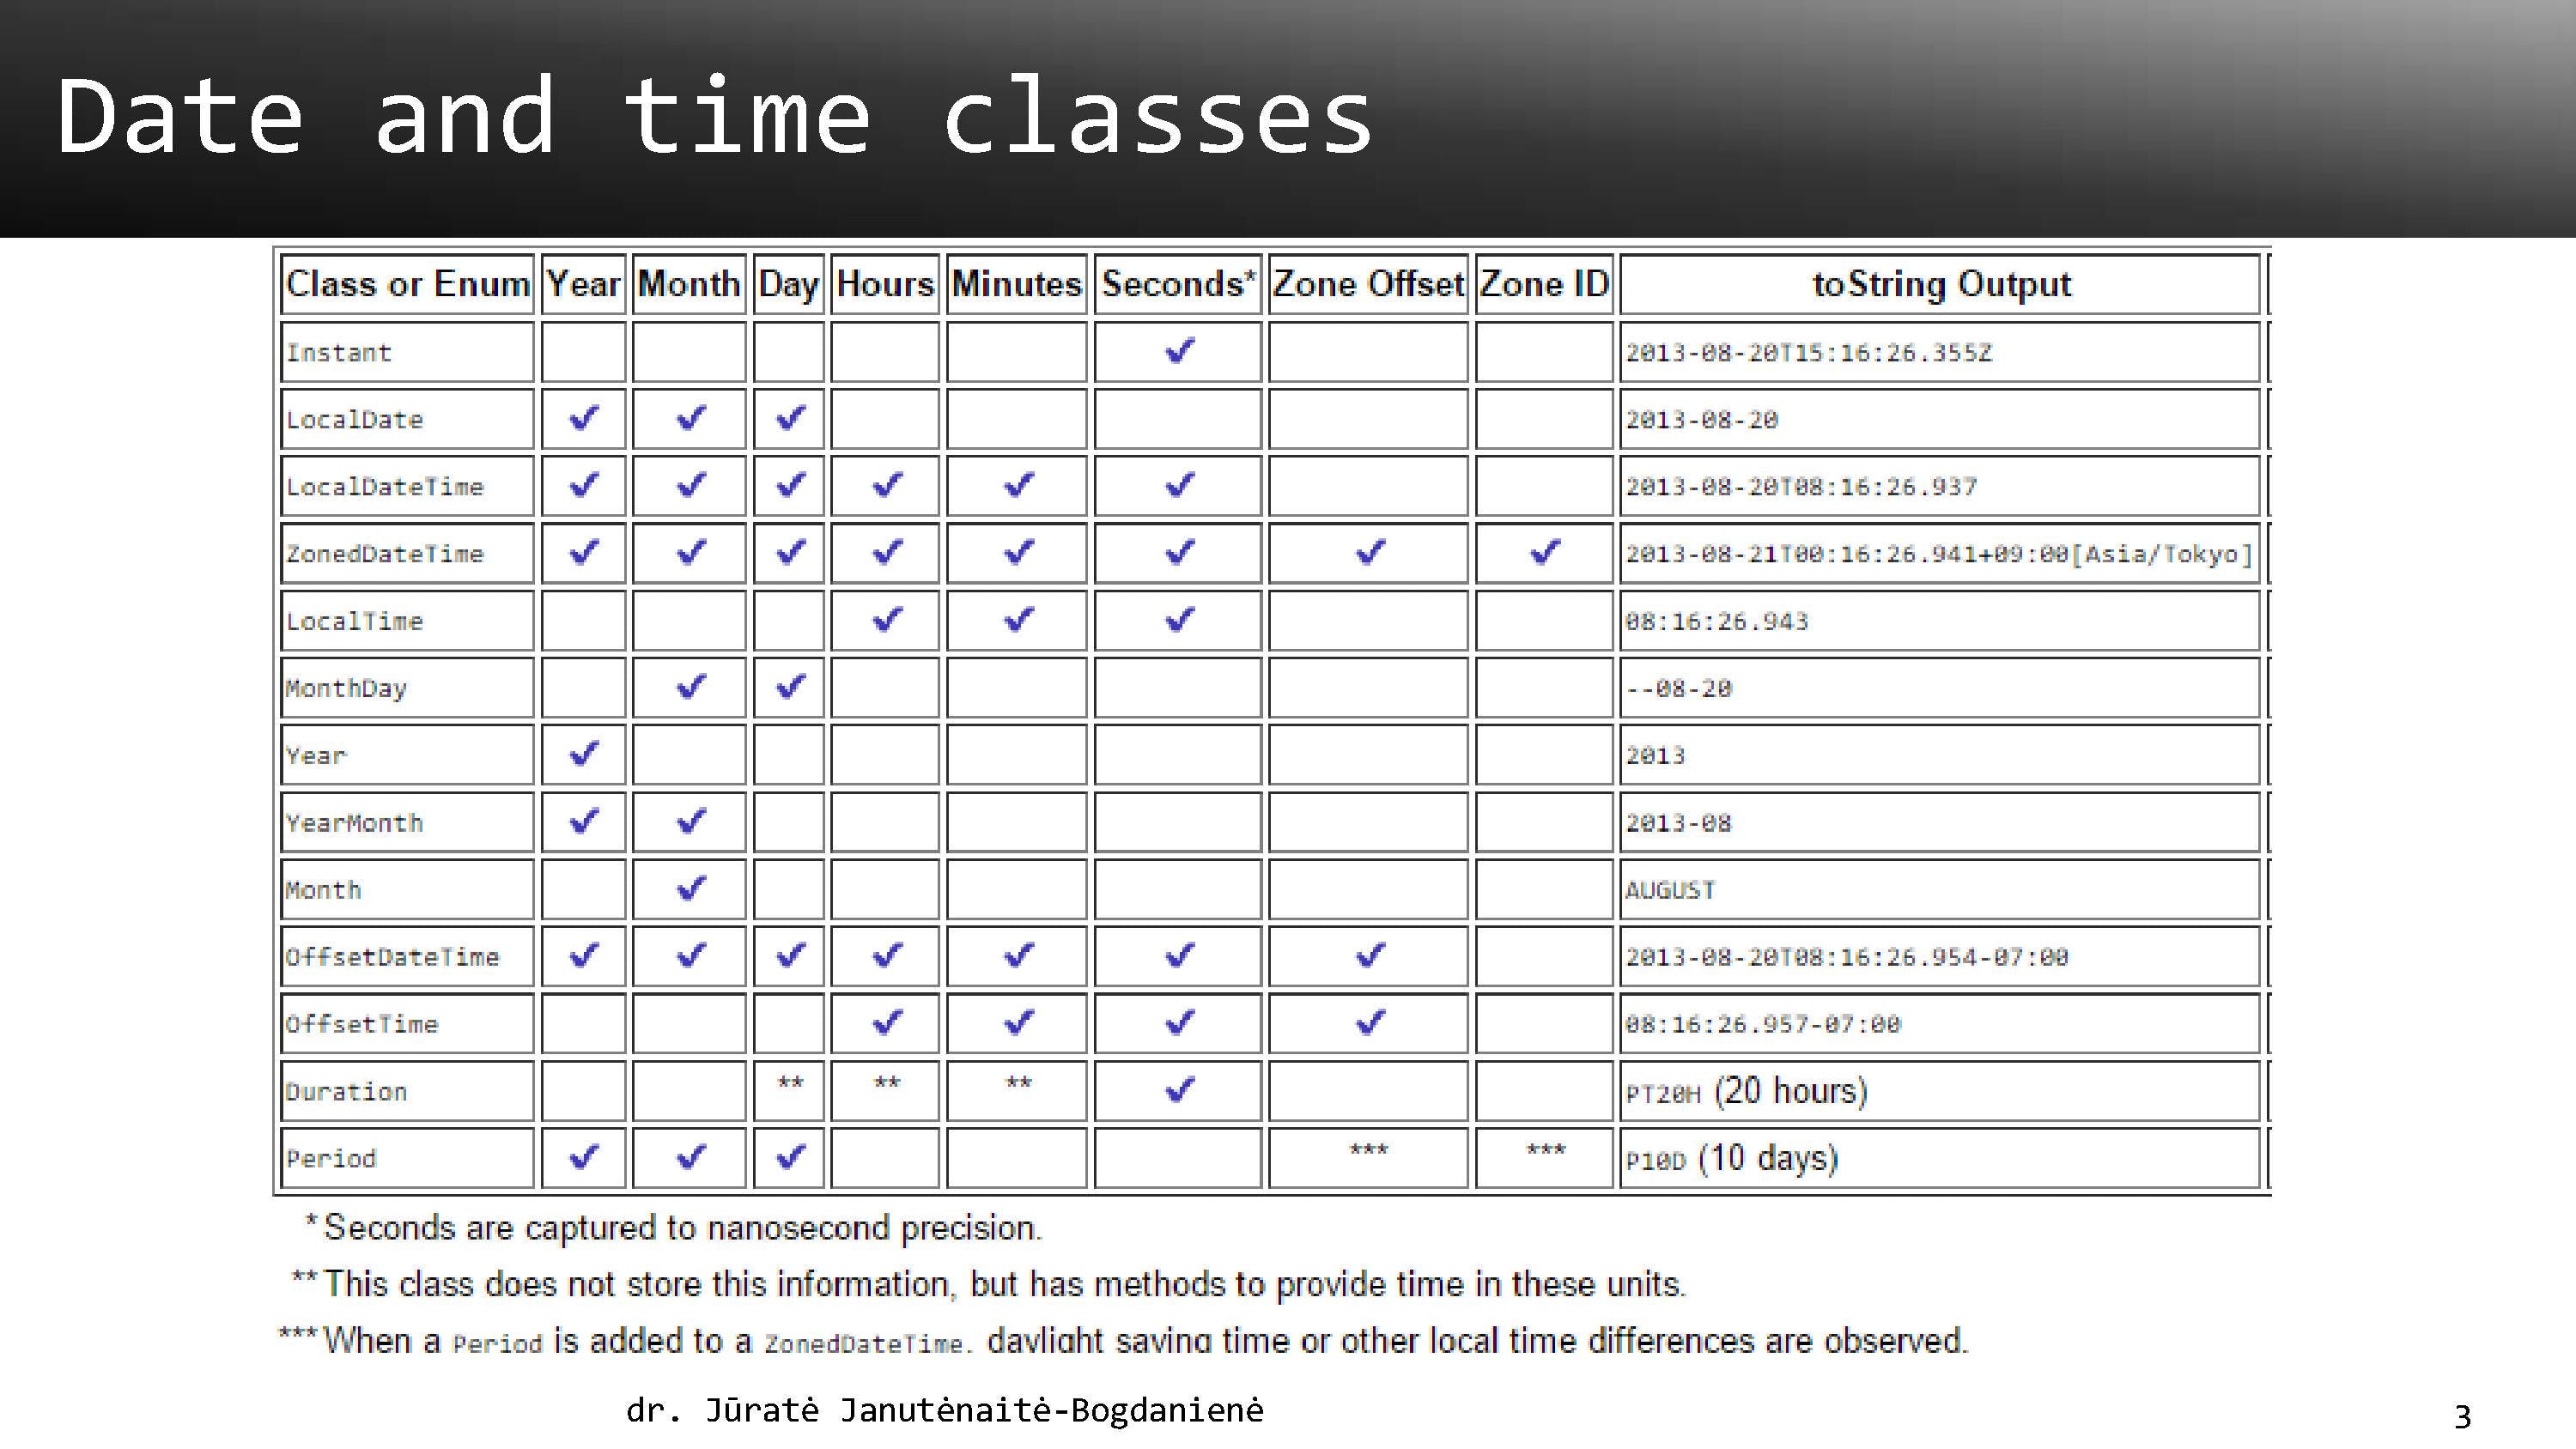 Date and time classes
Class or Enum Year Month Day Hours Minutes Seconds* Zone Offset Zone ID toString Output
Instant ✔ 2013-08-20T15:16:26.355Z
LocalDate ✔ ✔ ✔ 2013-08-20
LocalDateTime ✔ ✔ ✔ ✔ ✔ ✔ 2013-08-20T08:16:26.937
ZonedDateTime ✔ ✔ ✔ ✔ ✔ ✔ ✔ ✔ 2013-08-21T00:16:26.941+09:00[Asia/Tokyo]
LocalTime ✔ ✔ ✔ 08:16:26.943
MonthDay ✔ ✔ --08-20
Year ✔ 2013
YearMonth ✔ ✔ 2013-08
Month ✔ AUGUST
OffsetDateTime ✔ ✔ ✔ ✔ ✔ ✔ ✔ 2013-08-20T08:16:26.954-07:00
OffsetTime ✔ ✔ ✔ ✔ 08:16:26.957-07:00
Duration ** ** ** ✔ PT20H (20 hours)
Period ✔ ✔ ✔ *** *** P10D (10 days)
* Seconds are captured to nanosecond precision.
** This class does not store this information, but has methods to provide time in these units.
*** When a Period is added to a ZonedDateTime. daylight saving time or other local time differences are observed.
dr. Jūratė Janutėnaitė-Bogdanienė
3